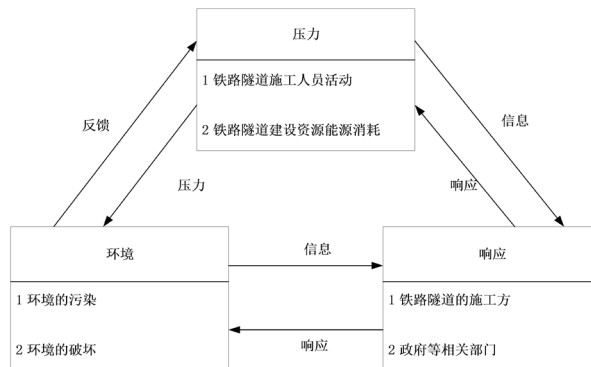 压力
1 铁路隧道施工人员活动
2 铁路隧道建设资源能源消耗
反馈
信息
压力
响应
环境
1 环境的污染
2 环境的破坏
信息
响应
响应
1 铁路隧道的施工方
2 政府等相关部门